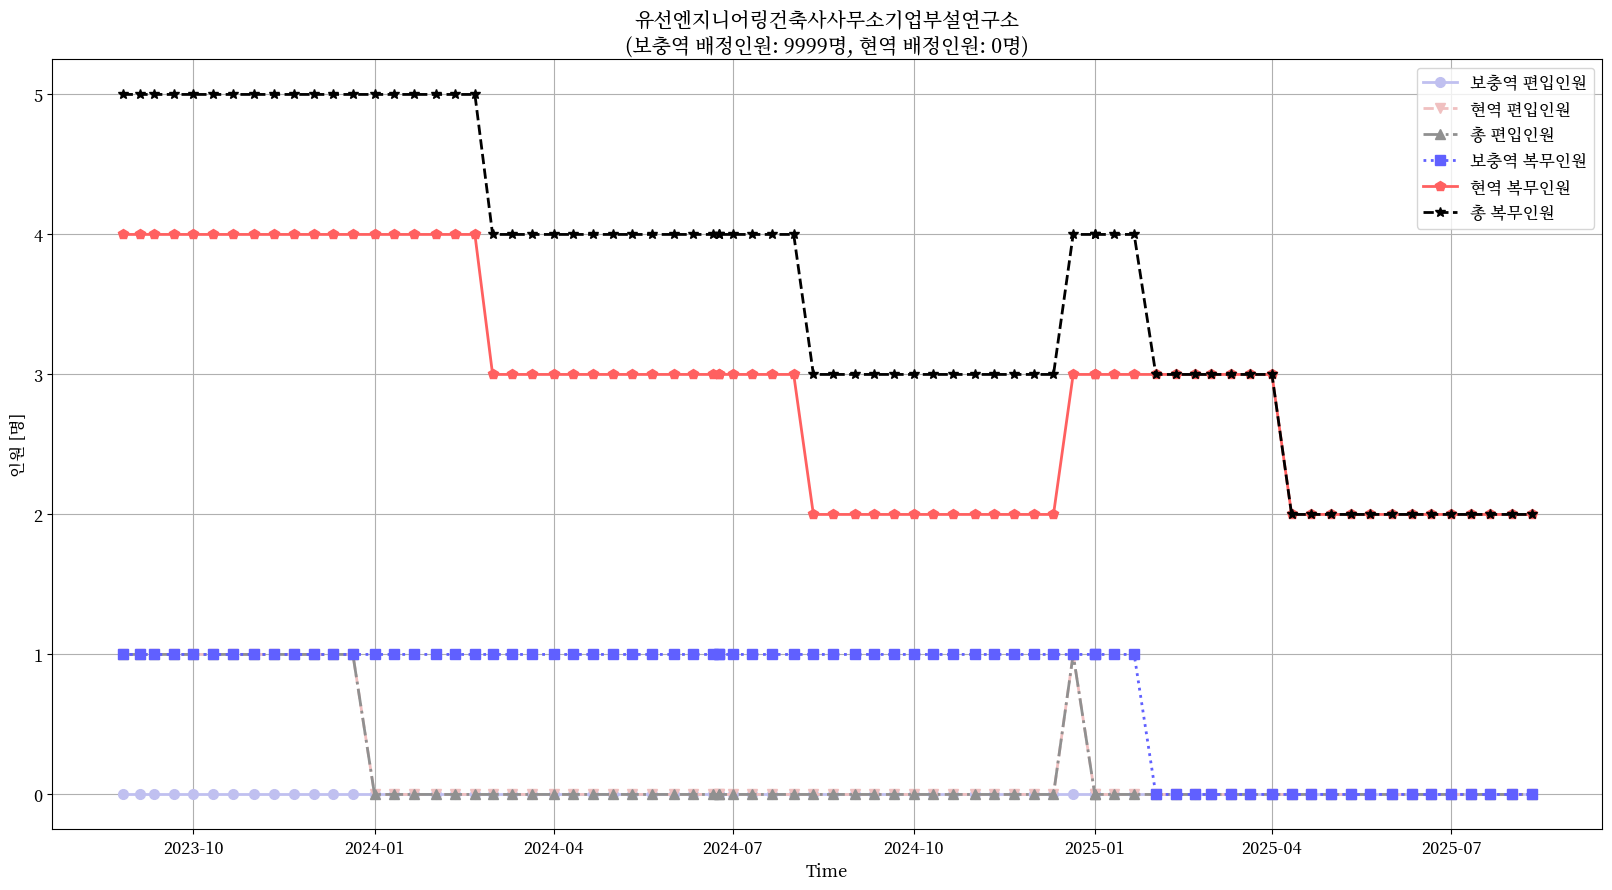 유선엔지니어링건축사사무소기업부설연구소
(보충역 배정인원: 9999명, 현역 배정인원: 0명)
보충역 편입인원
현역 편입인원
총 편입인원
보충역 복무인원
현역 복무인원
총 복무인원
인원 [명]
5
4
3
2
1
0
2023-10 2024-01 2024-04 2024-07 2024-10 2025-01 2025-04 2025-07
Time